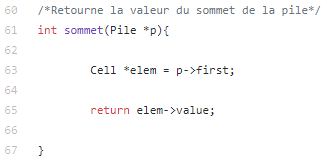 60 /*Retourne la valeur du sommet de la pile*/
61 int sommet(Pile *p){
62
63 Cell *elem = p->first;
64
65 return elem->value;
66
67 }